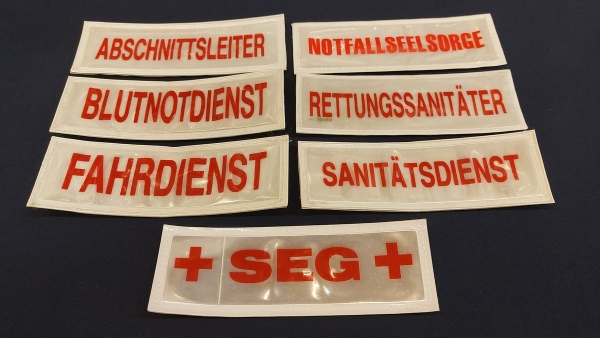 ABSCHNITTSLEITER
NOTFALLSEELSORGE
BLUTNOTDIENST
RETTUNGSSANITÄTER
FAHRDIENST
SANITÄTSDIENST
+ SEG +